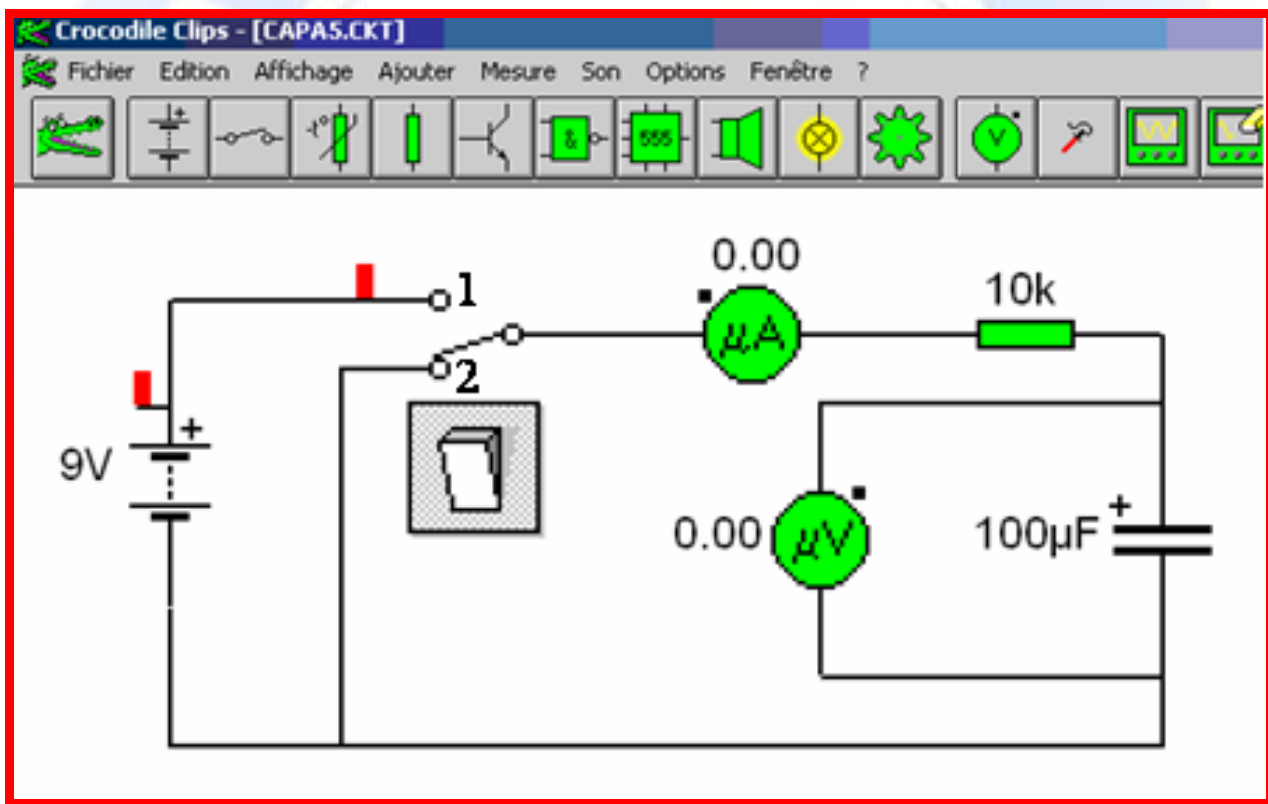 Crocodile Clips - [CAPA5.CKT]
Fichier Edition Affichage Ajouter Mesure Son Options Fenêtre ?
+ -t° & 555 V
0.00
1
10k
µA
2
+
9V
0.00 µV 100µF +